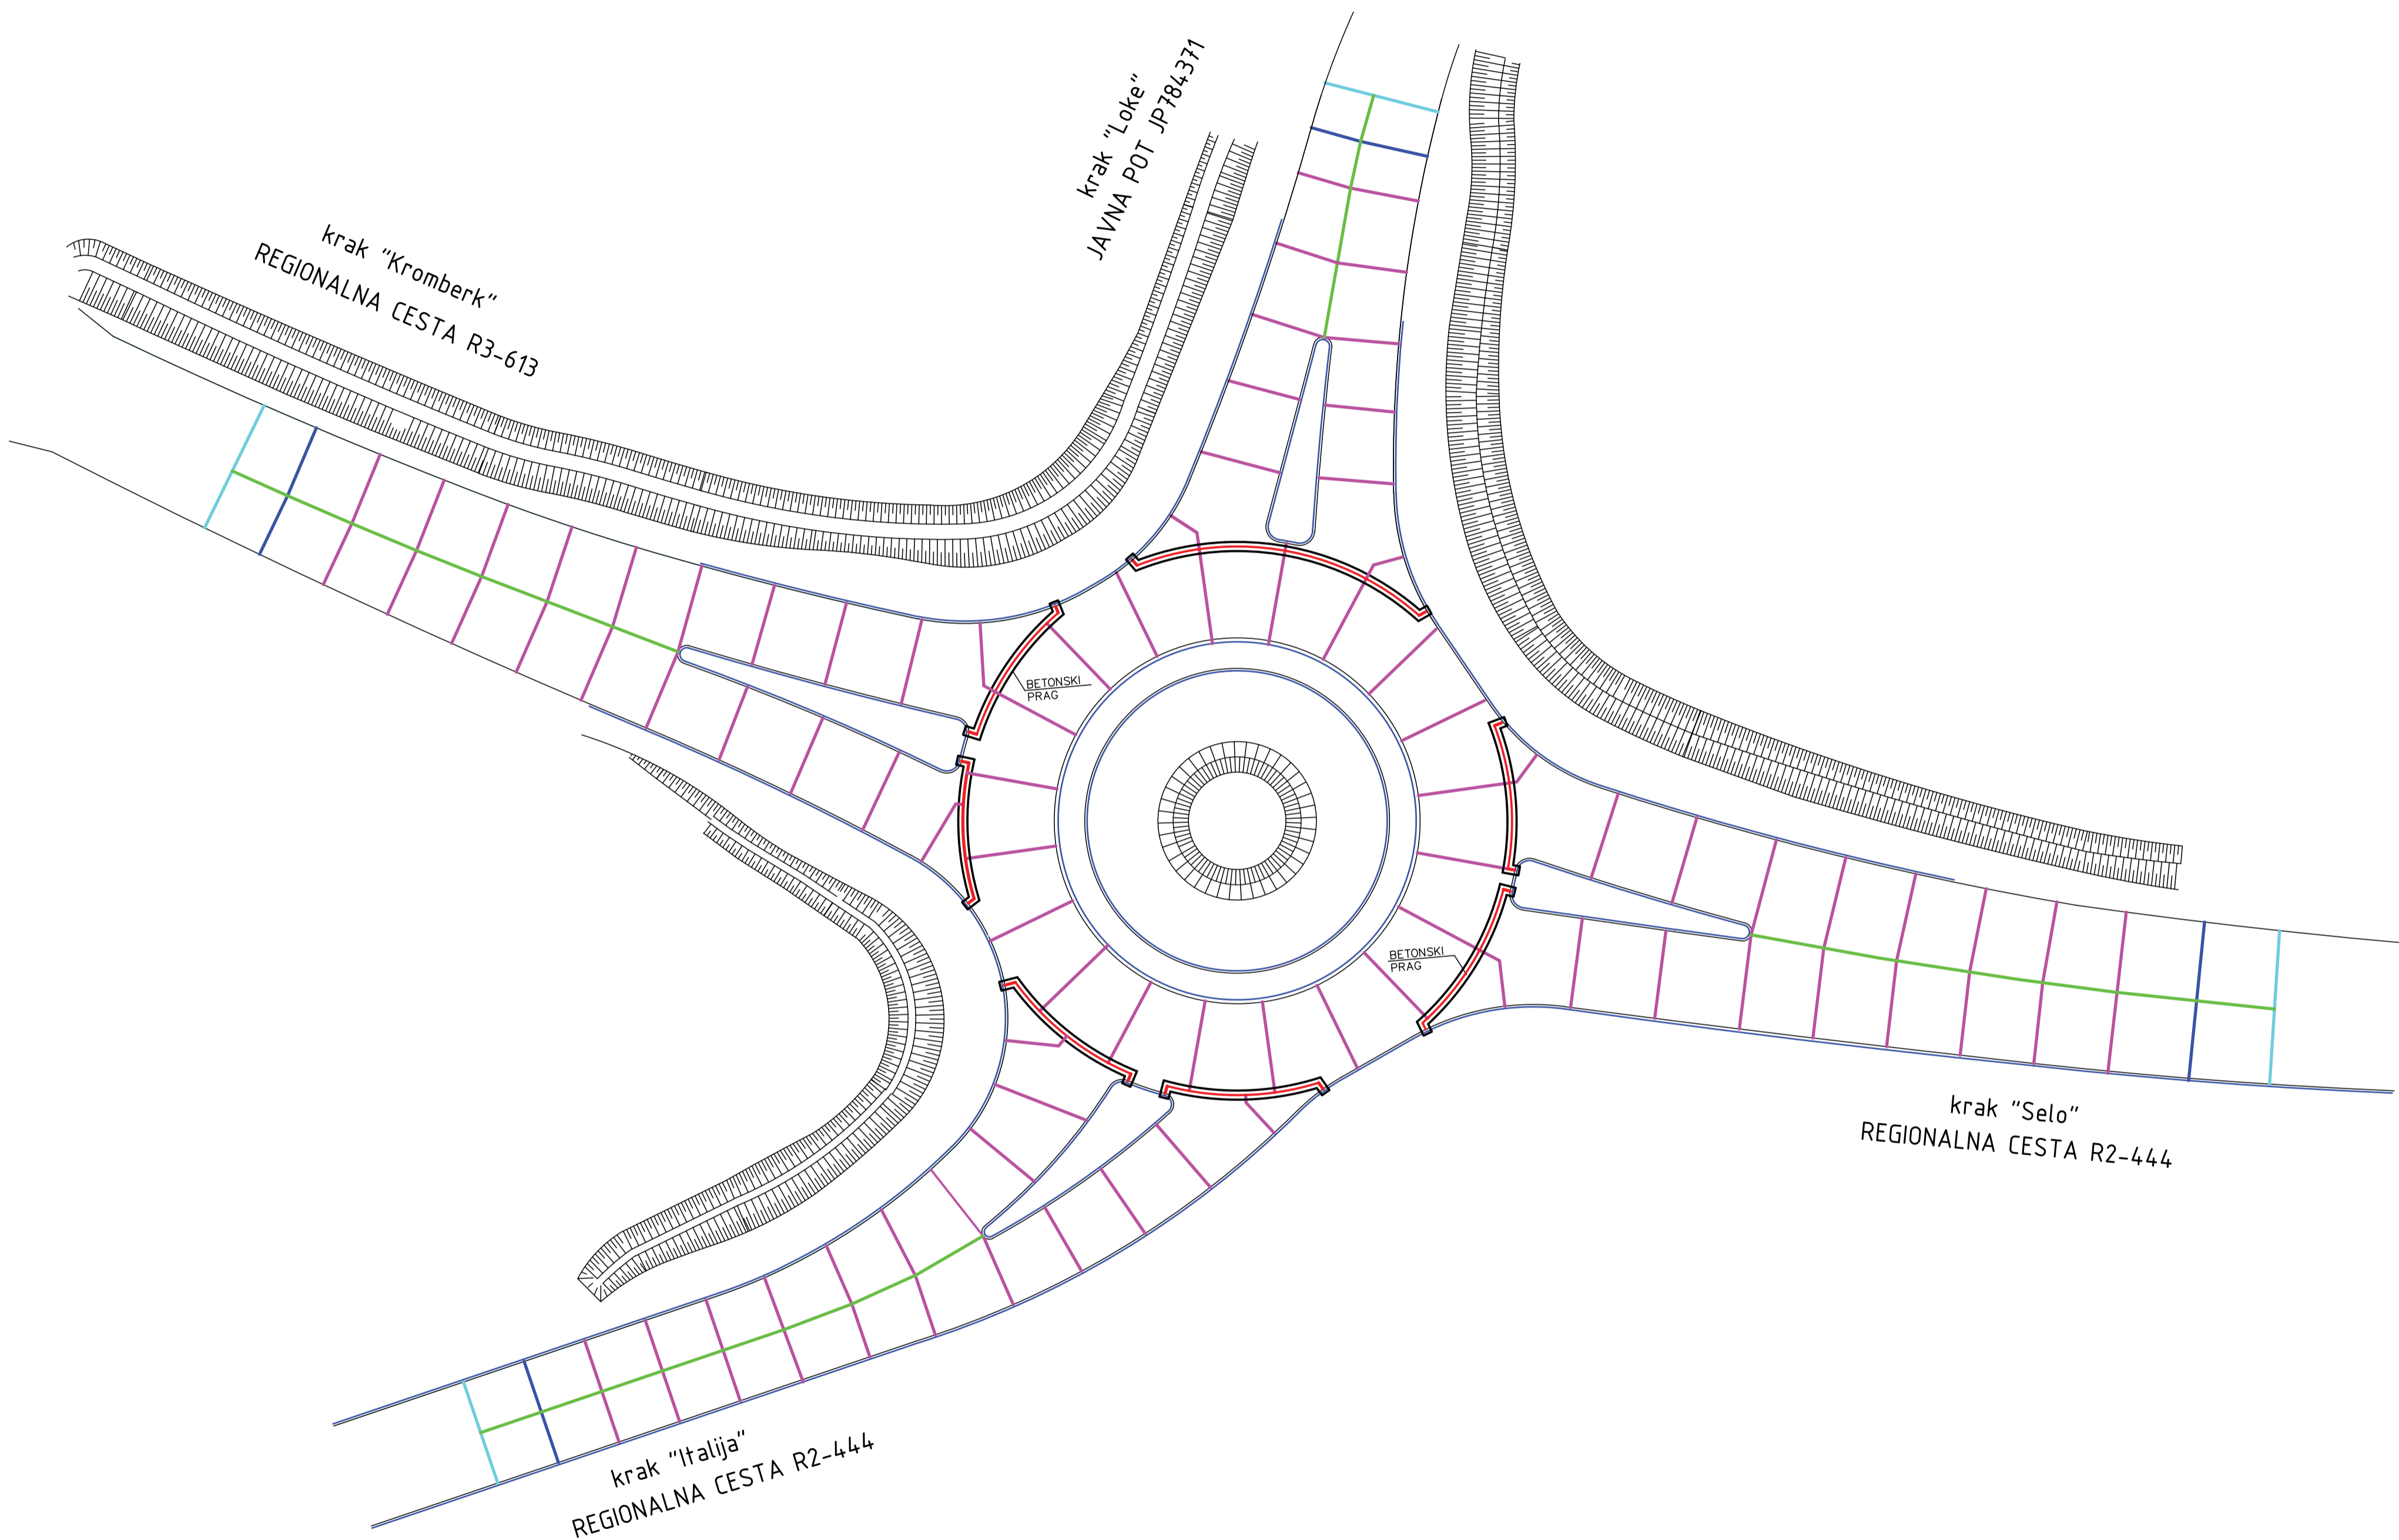 krak "Loke"
JAVNA POT JP784371
krak "Kromberk"
REGIONALNA CESTA R3-613
BETONSKI
PRAG
BETONSKI
PRAG
krak "Selo"
REGIONALNA CESTA R2-444
krak "Italija"
REGIONALNA CESTA R2-444